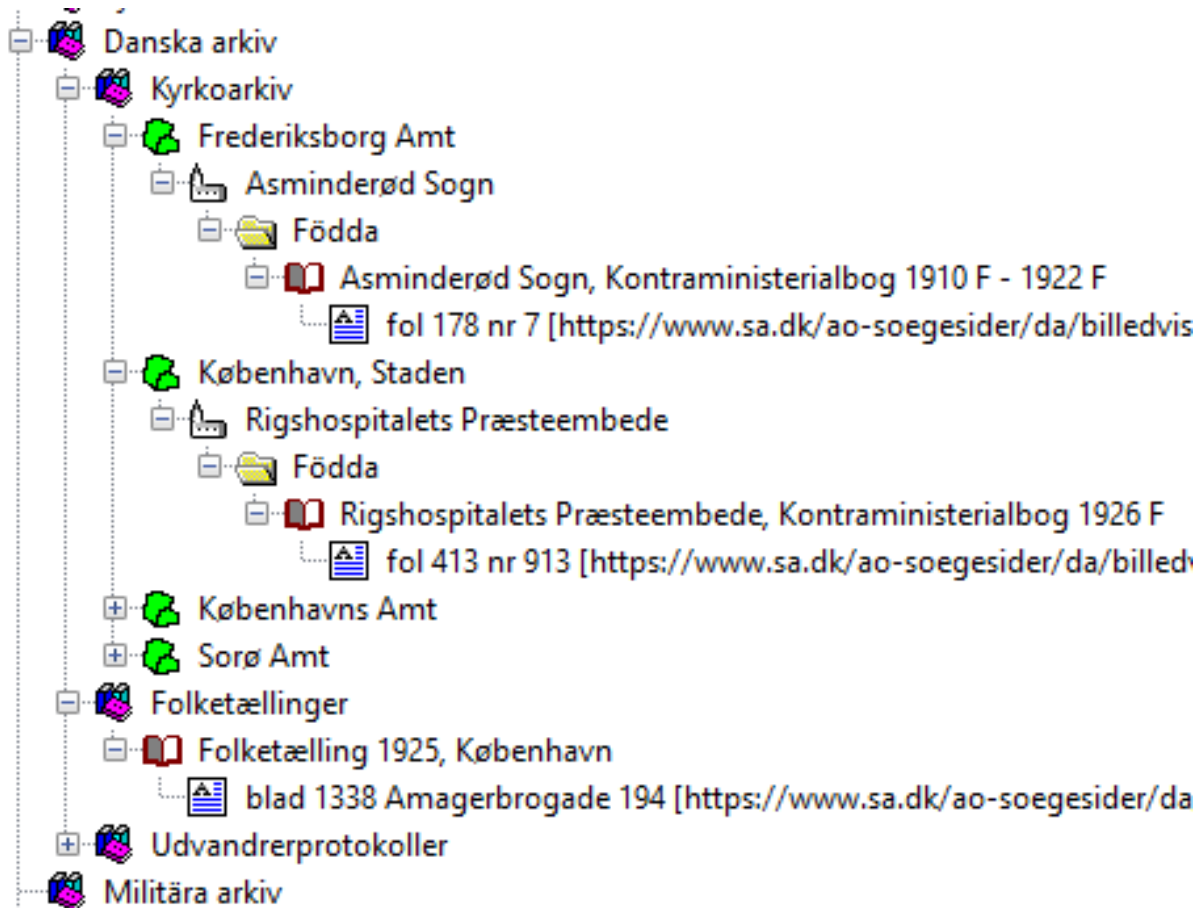 Danska arkiv
Kyrkoarkiv
Frederiksborg Amt
Asminderød Sogn
Födda
Asminderød Sogn, Kontraministerialbog 1910 F - 1922 F
fol 178 nr 7 [https://www.sa.dk/ao-soegesider/da/billedvis
København, Staden
Rigshospitalets Præsteembede
Födda
Rigshospitalets Præsteembede, Kontraministerialbog 1926 F
fol 413 nr 913 [https://www.sa.dk/ao-soegesider/da/billedv
Københavns Amt
Sorø Amt
Folketællinger
Folketælling 1925, København
blad 1338 Amagerbrogade 194 [https://www.sa.dk/ao-soegesider/da
Udvandrerprotokoller
Militära arkiv